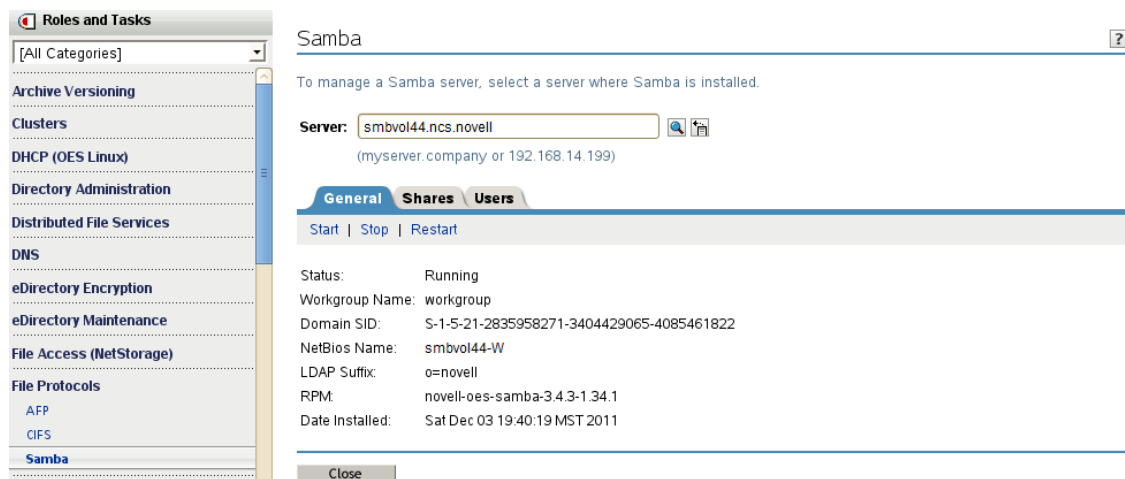 Roles and Tasks
[All Categories]
Archive Versioning
Clusters
DHCP (OES Linux)
Directory Administration
Distributed File Services
DNS
eDirectory Encryption
eDirectory Maintenance
File Access (NetStorage)
File Protocols
AFP
CIFS
Samba
Samba
?
To manage a Samba server, select a server where Samba is installed.
Server: smbvol44.ncs.novell
(myserver.company or 192.168.14.199)
General Shares Users
Start | Stop | Restart
Status: Running
Workgroup Name: workgroup
Domain SID: S-1-5-21-2835958271-3404429065-4085461822
NetBios Name: smbvol44-W
LDAP Suffix: o=novell
RPM: novell-oes-samba-3.4.3-1.34.1
Date Installed: Sat Dec 03 19:40:19 MST 2011
Close